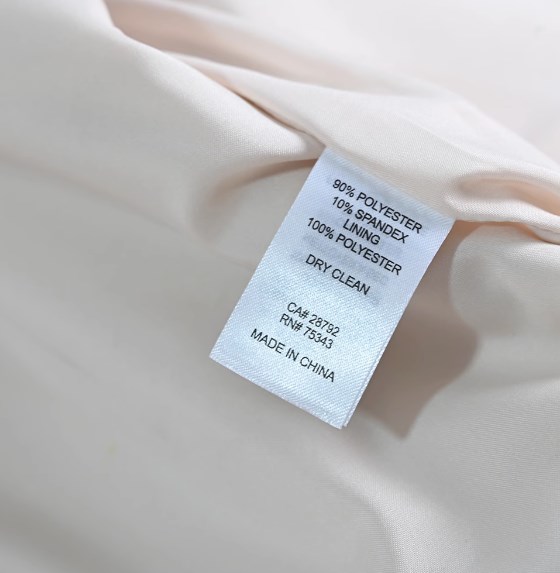 90% POLYESTER
10% SPANDEX
LINING
100% POLYESTER
DRY CLEAN
CA# 28792
RN# 75343
MADE IN CHINA